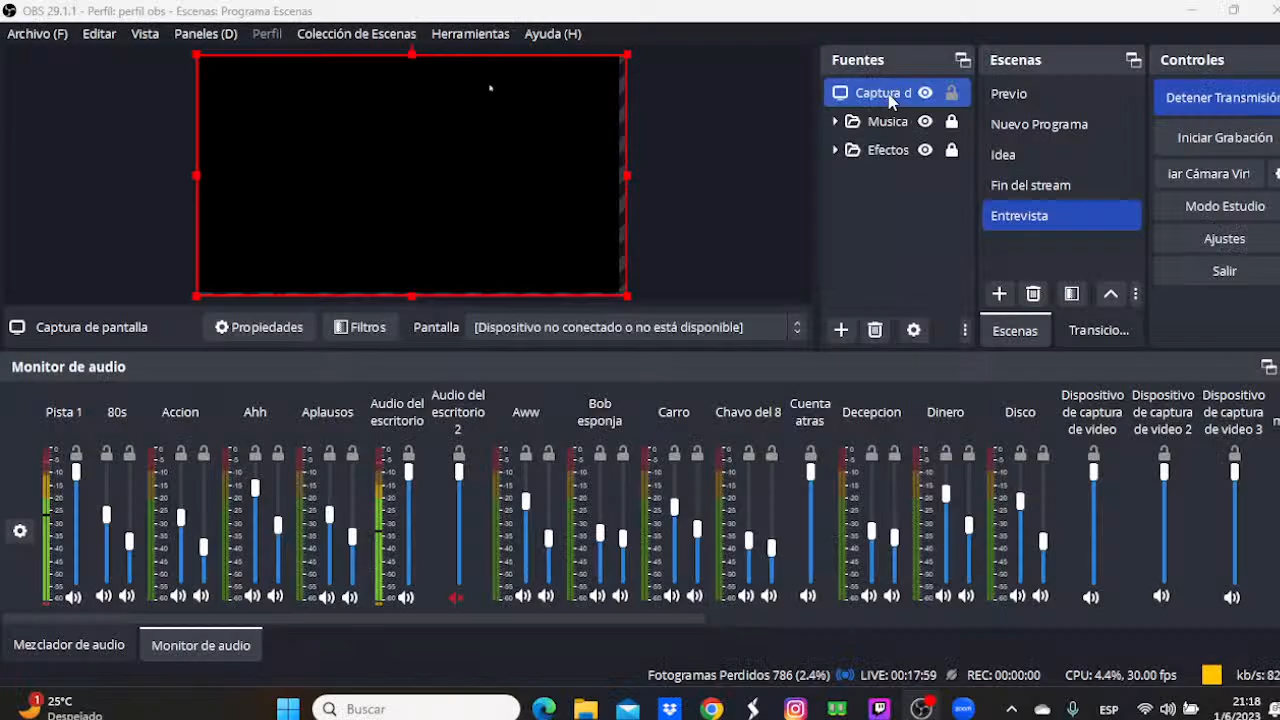 OBS 29.1.1 - Perfil: perfil obs - Escenas: Programa Escenas
Archivo (F) Editar Vista Paneles (D) Perfil Colección de Escenas Herramientas Ayuda (H)
Fuentes
Captura d
Musica
Efectos
Escenas
Previo
Nuevo Programa
Idea
Fin del stream
Entrevista
Escenas Transicio...
Controles
Detener Transmisión
Iniciar Grabación
iar Cámara Virt
Modo Estudio
Ajustes
Salir
Captura de pantalla Propiedades Filtros Pantalla [Dispositivo no conectado o no está disponible]
Monitor de audio
Pista 1
80s
Accion
Ahh
Aplausos
Audio del
escritorio
Audio del
escritorio
2
Aww
Bob
esponja
Carro
Chavo del 8
Cuenta
atras
Decepcion
Dinero
Disco
Dispositivo
de captura
de video
Dispositivo
de captura
de video 2
Dispositivo
de captura
de video 3
Mezclador de audio Monitor de audio
Fotogramas Perdidos 786 (2.4%) LIVE: 00:17:59 REC: 00:00:00 CPU: 4.4%, 30.00 fps kb/s: 82
1
25°C
Despejado
Buscar
zoom
ESP
21:18
1/6/2023